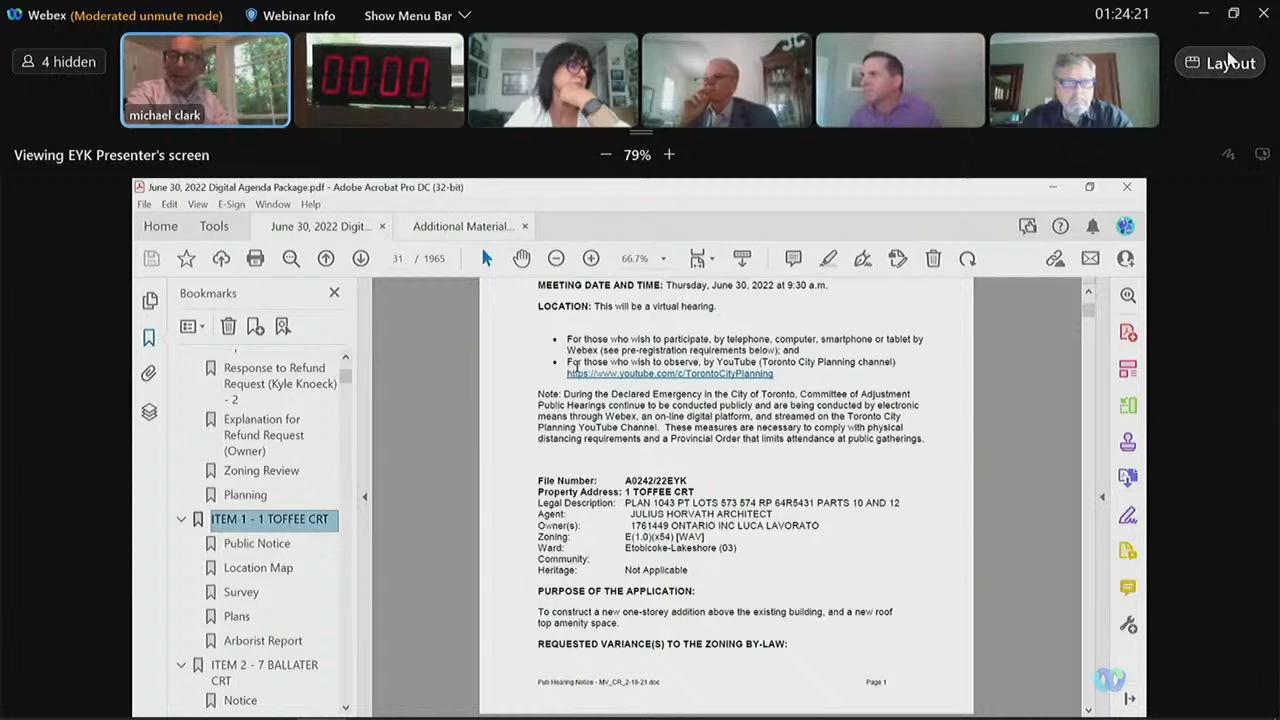 Webex (Moderated unmute mode) Webinar Info Show Menu Bar 01:24:21
4 hidden
Layout
00:00
michael clark
Viewing EYK Presenter's screen
79%
June 30, 2022 Digital Agenda Package.pdf - Adobe Acrobat Pro DC (32-bit)
File Edit View E-Sign Window Help
Home Tools June 30, 2022 Digit... Additional Material...
31 / 1965 66.7%
Bookmarks
Response to Refund
Request (Kyle Knoeck)
- 2
Explanation for
Refund Request
(Owner)
Zoning Review
Planning
ITEM 1 - 1 TOFFEE CRT
Public Notice
Location Map
Survey
Plans
Arborist Report
ITEM 2 - 7 BALLATER
CRT
Notice
MEETING DATE AND TIME: Thursday, June 30, 2022 at 9:30 a.m.
LOCATION: This will be a virtual hearing.
• For those who wish to participate, by telephone, computer, smartphone or tablet by
Webex (see pre-registration requirements below); and
• For those who wish to observe, by YouTube (Toronto City Planning channel)
https://www.youtube.com/c/TorontoCityPlanning
Note: During the Declared Emergency in the City of Toronto, Committee of Adjustment
Public Hearings continue to be conducted publicly and are being conducted by electronic
means through Webex, an on-line digital platform, and streamed on the Toronto City
Planning YouTube Channel. These measures are necessary to comply with physical
distancing requirements and a Provincial Order that limits attendance at public gatherings.
File Number: A0242/22EYK
Property Address: 1 TOFFEE CRT
Legal Description: PLAN 1043 PT LOTS 573 574 RP 64R5431 PARTS 10 AND 12
Agent: JULIUS HORVATH ARCHITECT
Owner(s): 1761449 ONTARIO INC LUCA LAVORATO
Zoning: E(1.0)(x54) [WAV]
Ward: Etobicoke-Lakeshore (03)
Community:
Heritage: Not Applicable
PURPOSE OF THE APPLICATION:
To construct a new one-storey addition above the existing building, and a new roof
top amenity space.
REQUESTED VARIANCE(S) TO THE ZONING BY-LAW:
Pub Hearing Notice - MV_CR_2-18-21.doc Page 1